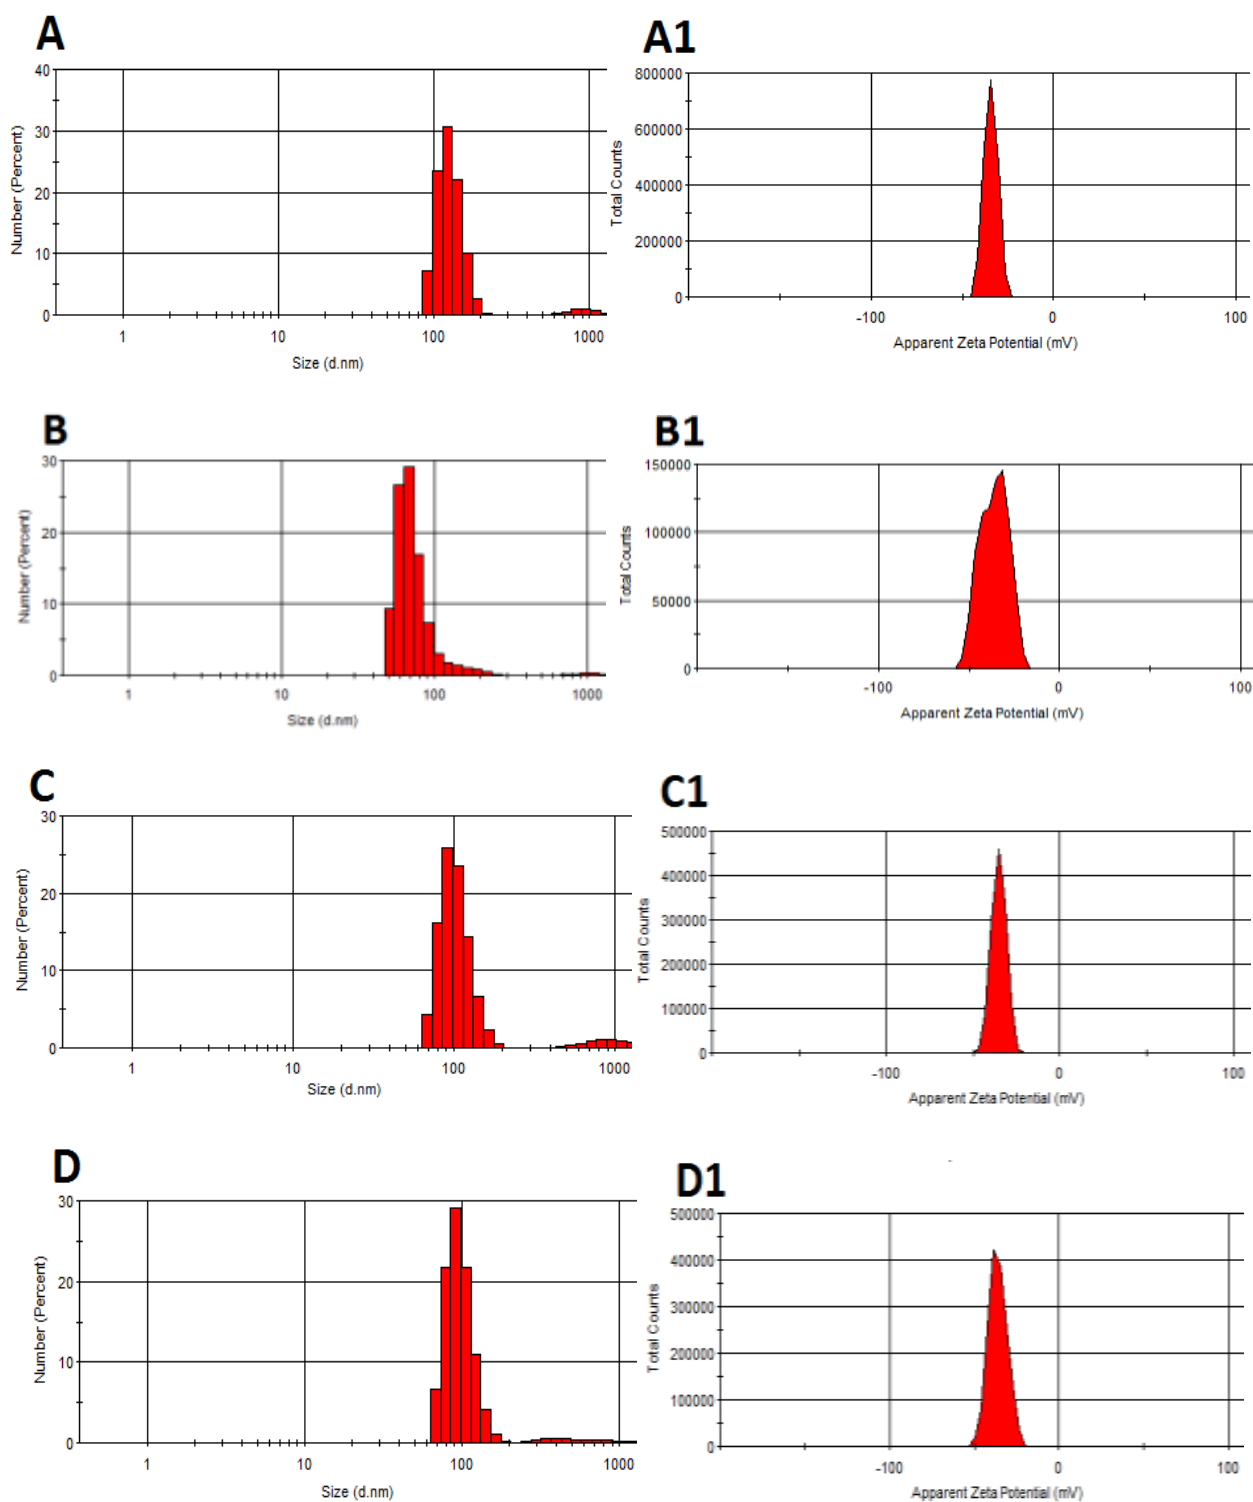 A
A1
40
30
20
10
0
Number (Percent)
1 10 100 1000
Size (d.nm)
800000
600000
400000
200000
0
Total Counts
-100 0 100
Apparent Zeta Potential (mV)
B
B1
30
20
10
0
Number (Percent)
1 10 100 1000
Size (d.nm)
150000
100000
50000
0
Total Counts
-100 0 100
Apparent Zeta Potential (mV)
C
C1
30
20
10
0
Number (Percent)
1 10 100 1000
Size (d.nm)
500000
400000
300000
200000
100000
0
Total Counts
-100 0 100
Apparent Zeta Potential (mV)
D
D1
30
20
10
0
Number (Percent)
1 10 100 1000
Size (d.nm)
500000
400000
300000
200000
100000
0
Total Counts
-100 0 100
Apparent Zeta Potential (mV)